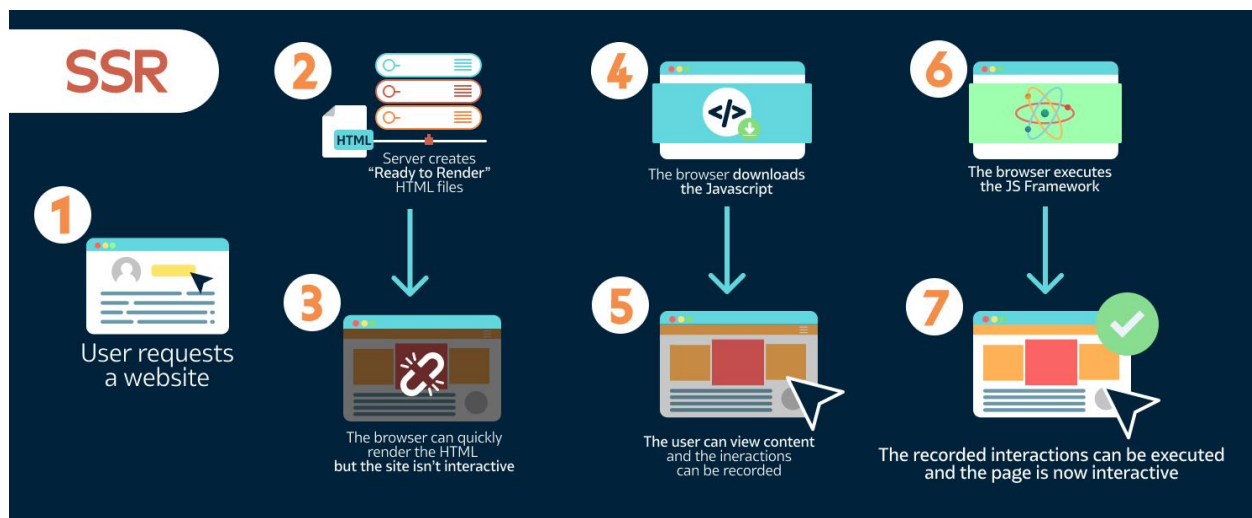 SSR
1
User requests
a website
2
HTML
Server creates
“Ready to Render”
HTML files
3
The browser can quickly
render the HTML
but the site isn’t interactive
4
</>
The browser downloads
the Javascript
5
The user can view content
and the ineractions
can be recorded
6
The browser executes
the JS Framework
7
The recorded interactions can be executed
and the page is now interactive